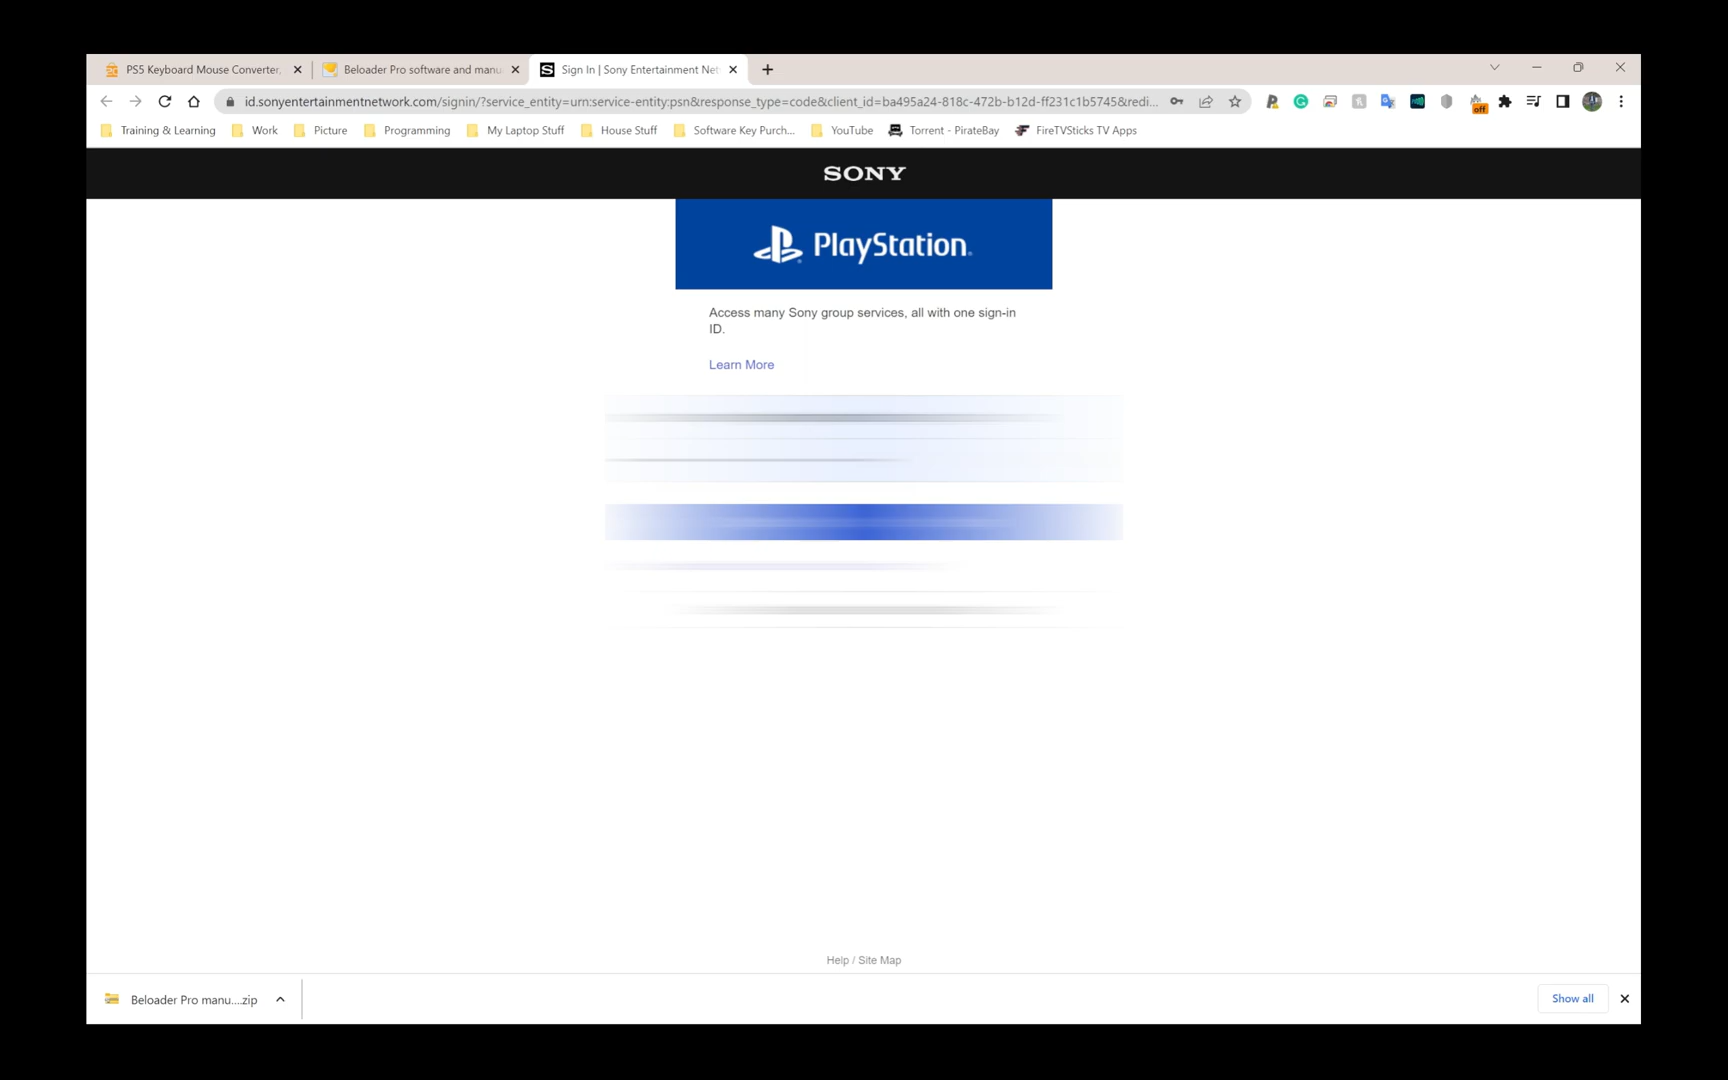 PS5 Keyboard Mouse Converter,
Beloader Pro software and manu
Sign In | Sony Entertainment Net
id.sonyentertainmentnetwork.com/signin/?service_entity=urn:service-entity:psn&response_type=code&client_id=ba495a24-818c-472b-b12d-ff231c1b5745&redi...
off
Training & Learning
Work
Picture
Programming
My Laptop Stuff
House Stuff
Software Key Purch...
YouTube
Torrent - PirateBay
FireTVSticks TV Apps
SONY
PlayStation
Access many Sony group services, all with one sign-in
ID.
Learn More
Help / Site Map
Beloader Pro manu....zip
Show all